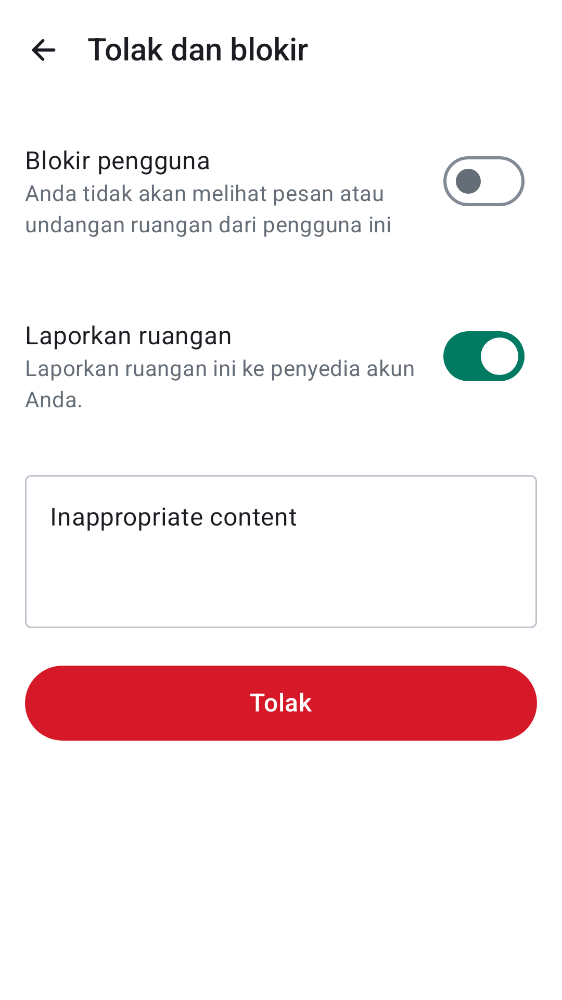 Tolak dan blokir
Blokir pengguna
Anda tidak akan melihat pesan atau
undangan ruangan dari pengguna ini
Laporkan ruangan
Laporkan ruangan ini ke penyedia akun
Anda.
Inappropriate content
Tolak